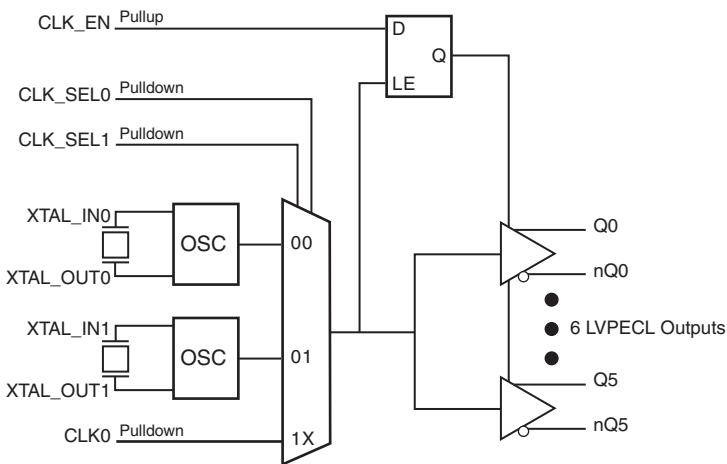 CLK_EN Pullup
D
Q
LE
CLK_SEL0 Pulldown
CLK_SEL1 Pulldown
XTAL_IN0
OSC
00
XTAL_OUT0
Q0
nQ0
6 LVPECL Outputs
XTAL_IN1
OSC
01
XTAL_OUT1
Q5
nQ5
CLK0 Pulldown
1X